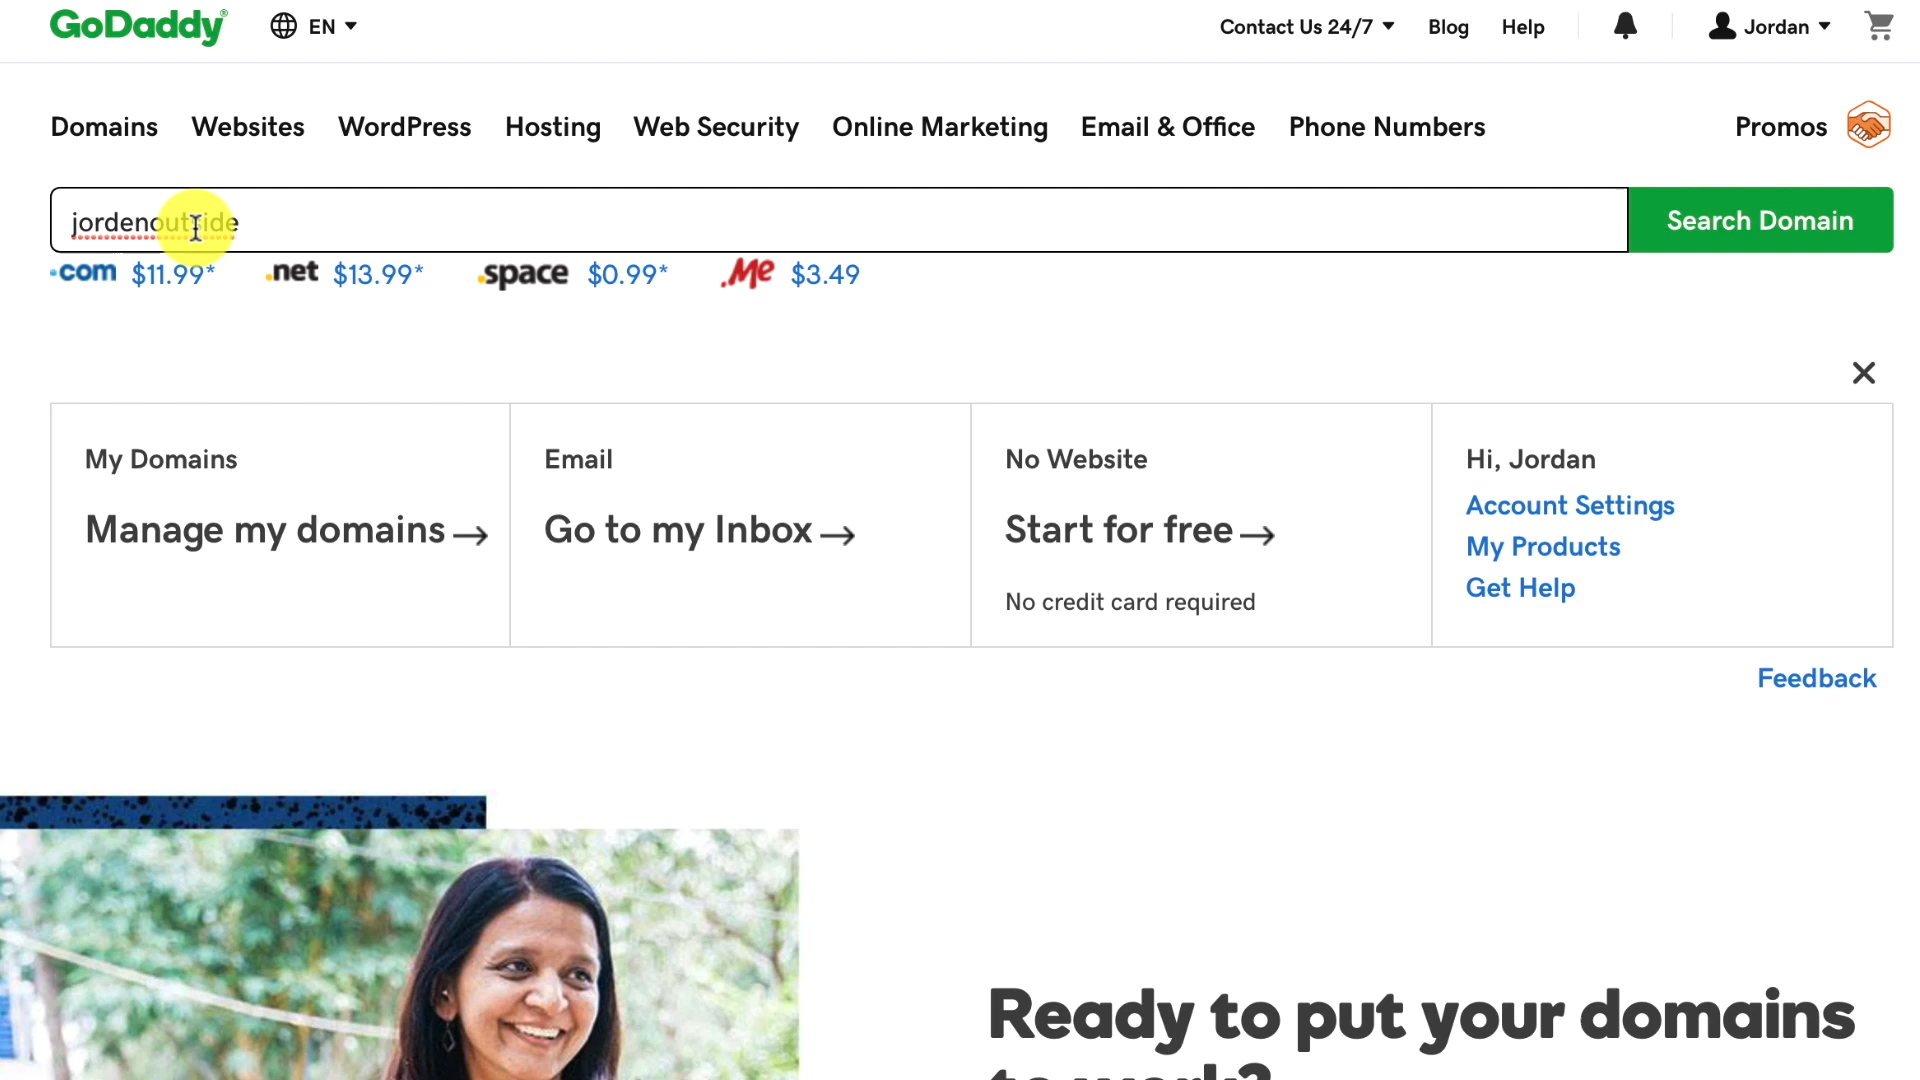 GoDaddy®
EN
Contact Us 24/7
Blog
Help
Jordan
Domains
Websites
WordPress
Hosting
Web Security
Online Marketing
Email & Office
Phone Numbers
Promos
jordenoutside
Search Domain
.com $11.99*
.net $13.99*
.space $0.99*
.Me $3.49
My Domains
Manage my domains
Email
Go to my Inbox
No Website
Start for free
No credit card required
Hi, Jordan
Account Settings
My Products
Get Help
Feedback
Ready to put your domains
to work?